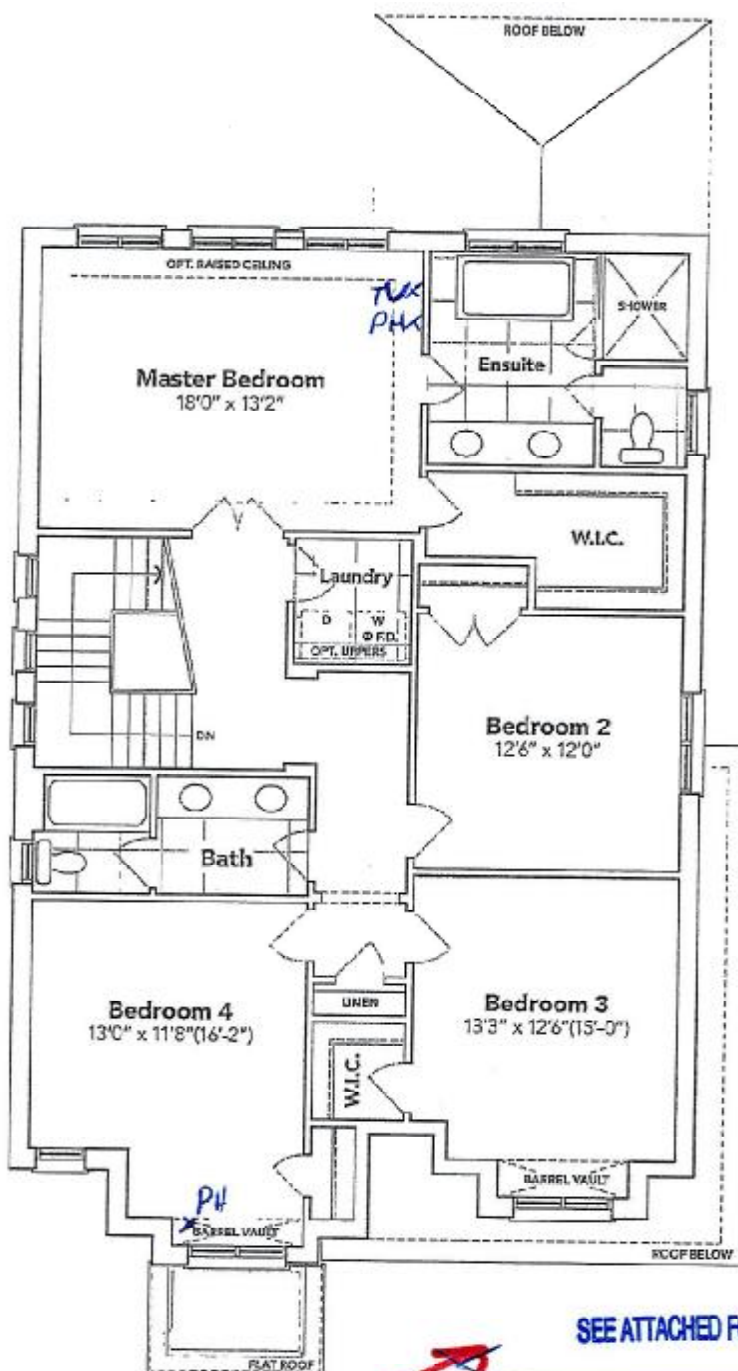 ROOF BELOW
OPT. RAISED CEILING
TVX
PHX
SHOWER
Master Bedroom
18'0" x 13'2"
Ensuite
W.I.C.
Laundry
D W
Φ F.D.
OPT. UPPERS
Bedroom 2
12'6" x 12'0"
DN
Bath
LINEN
Bedroom 4
13'0" x 11'8"(16'-2")
Bedroom 3
13'3" x 12'6"(15'-0")
W.I.C.
BARREL VAULT
PH
x
BARREL VAULT
ROOF BELOW
FLAT ROOF
SEE ATTACHED F